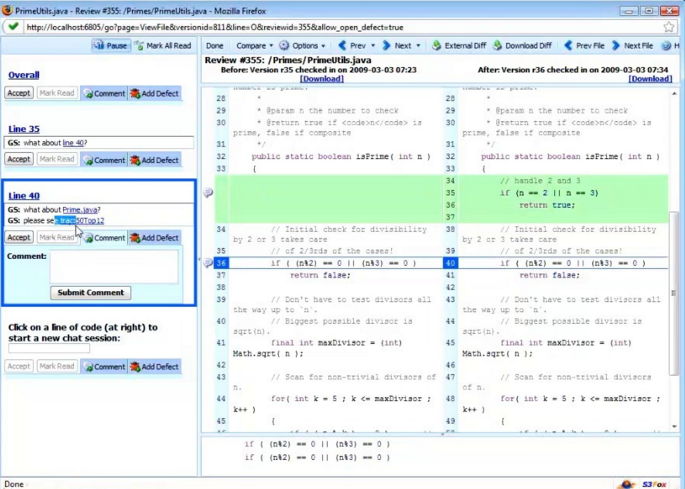 PrimeUtils.java - Review #355: /Primes/PrimeUtils.java - Mozilla Firefox
http://localhost:6805/go?page=ViewFile&versionid=811&line=0&reviewid=355&allow_open_defect=true
Pause Mark All Read
Overall
Accept Mark Read Comment Add Defect
Line 35
GS: what about line 40?
Accept Mark Read Comment Add Defect
Line 40
GS: what about Prime.java?
Accept Mark Read Comment Add Defect
Comment:
Submit Comment
Click on a line of code (at right) to
start a new chat session:
Accept Mark Read Comment Add Defect
Done Compare Options Prev Next External Diff Download Diff Prev File Next File H
Review #355: /Primes/PrimeUtils.java
Before: Version r35 checked in on 2009-03-03 07:23
[Download]
After: Version r36 checked in on 2009-03-03 07:34
[Download]
28 *
29 * @param n the number to check
30 * @return true if <code>n</code> is
prime, false if composite
31 */
32 public static boolean isPrime( int n )
33 {
34 // Initial check for divisibility
by 2 or 3 takes care
35 // of 2/3rds of the cases!
36 if ( (n%2) == 0 || (n%3) == 0 )
37 return false;
38
39 // Don't have to test divisors all
the way up to `n`.
40 // Biggest possible divisor is
sqrt(n).
41 final int maxDivisor = (int)
Math.sqrt( n );
42
43 // Scan for non-trivial divisors of
n.
44 for( int k = 5 ; k <= maxDivisor ;
k++ )
45 {
28 *
29 * @param n the number to check
30 * @return true if <code>n</code> is
prime, false if composite
31 */
32 public static boolean isPrime( int n )
33 {
34 // handle 2 and 3
35 if (n == 2 || n == 3)
36 return true;
37
38 // Initial check for divisibility
by 2 or 3 takes care
39 // of 2/3rds of the cases!
40 if ( (n%2) == 0 || (n%3) == 0 )
41 return false;
42
43 // Don't have to test divisors all
the way up to `n`.
44 // Biggest possible divisor is
sqrt(n).
45 final int maxDivisor = (int)
Math.sqrt( n );
46
47 // Scan for non-trivial divisors
of n.
48 for( int k = 5 ; k <= maxDivisor ;
k++ )
49 {
if ( (n%2) == 0 || (n%3) == 0 )
if ( (n%2) == 0 || (n%3) == 0 )
Done
S3Fox